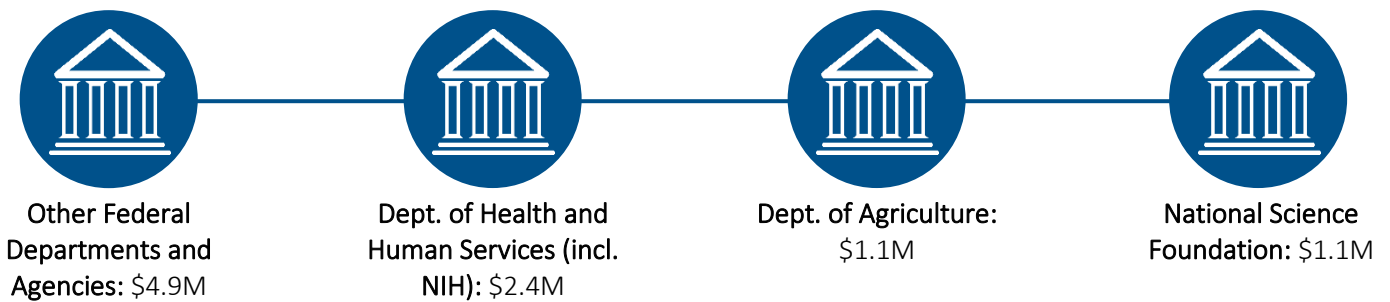 Other Federal
Departments and
Agencies: $4.9M
Dept. of Health and
Human Services (incl.
NIH): $2.4M
Dept. of Agriculture:
$1.1M
National Science
Foundation: $1.1M